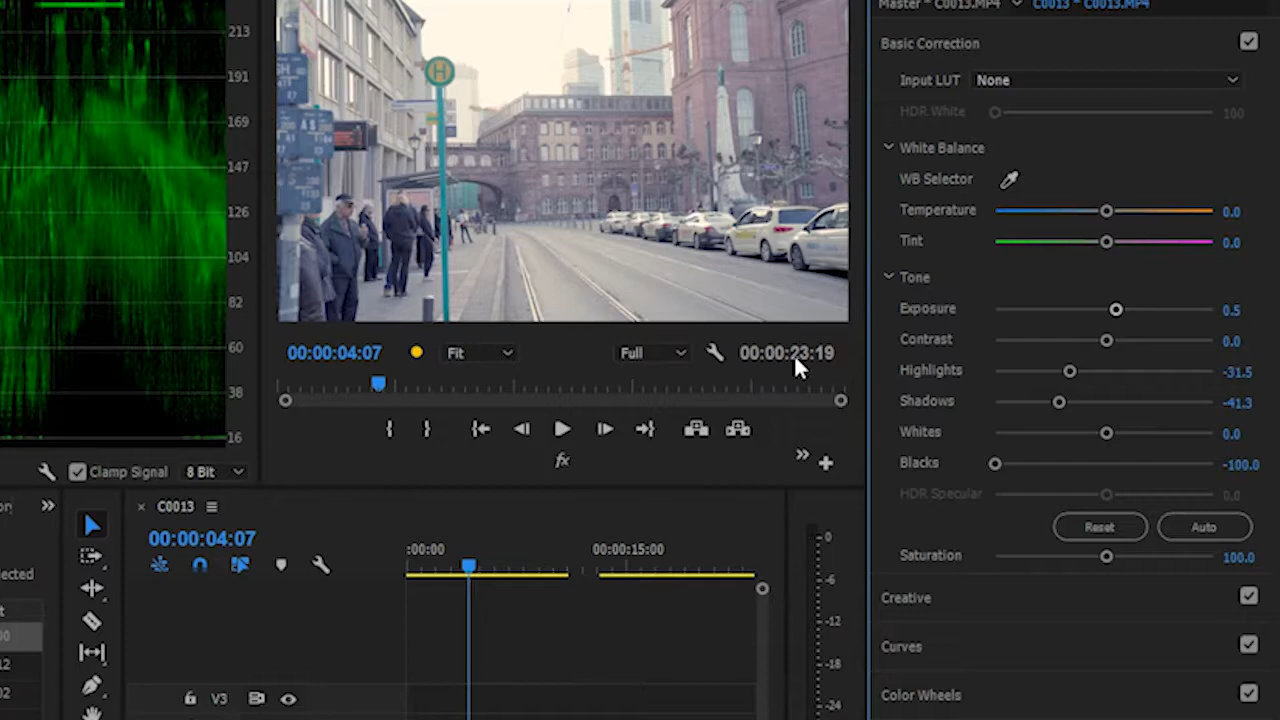 Master * C0013.MP4
C0013 * C0013.MP4
Basic Correction
Input LUT None
HDR White 100
White Balance
WB Selector
Temperature 0.0
Tint 0.0
Tone
Exposure 0.5
Contrast 0.0
Highlights -31.5
Shadows -41.3
Whites 0.0
Blacks -100.0
HDR Specular 0.0
Reset Auto
Saturation 100.0
Creative
Curves
Color Wheels
213
191
169
147
126
104
82
60
38
16
Clamp Signal 8 Bit
H
00:00:04:07 Fit Full 00:00:23:19
fx
C0013
00:00:04:07
:00:00 00:00:15:00
V3
0
-6
-12
-18
-24